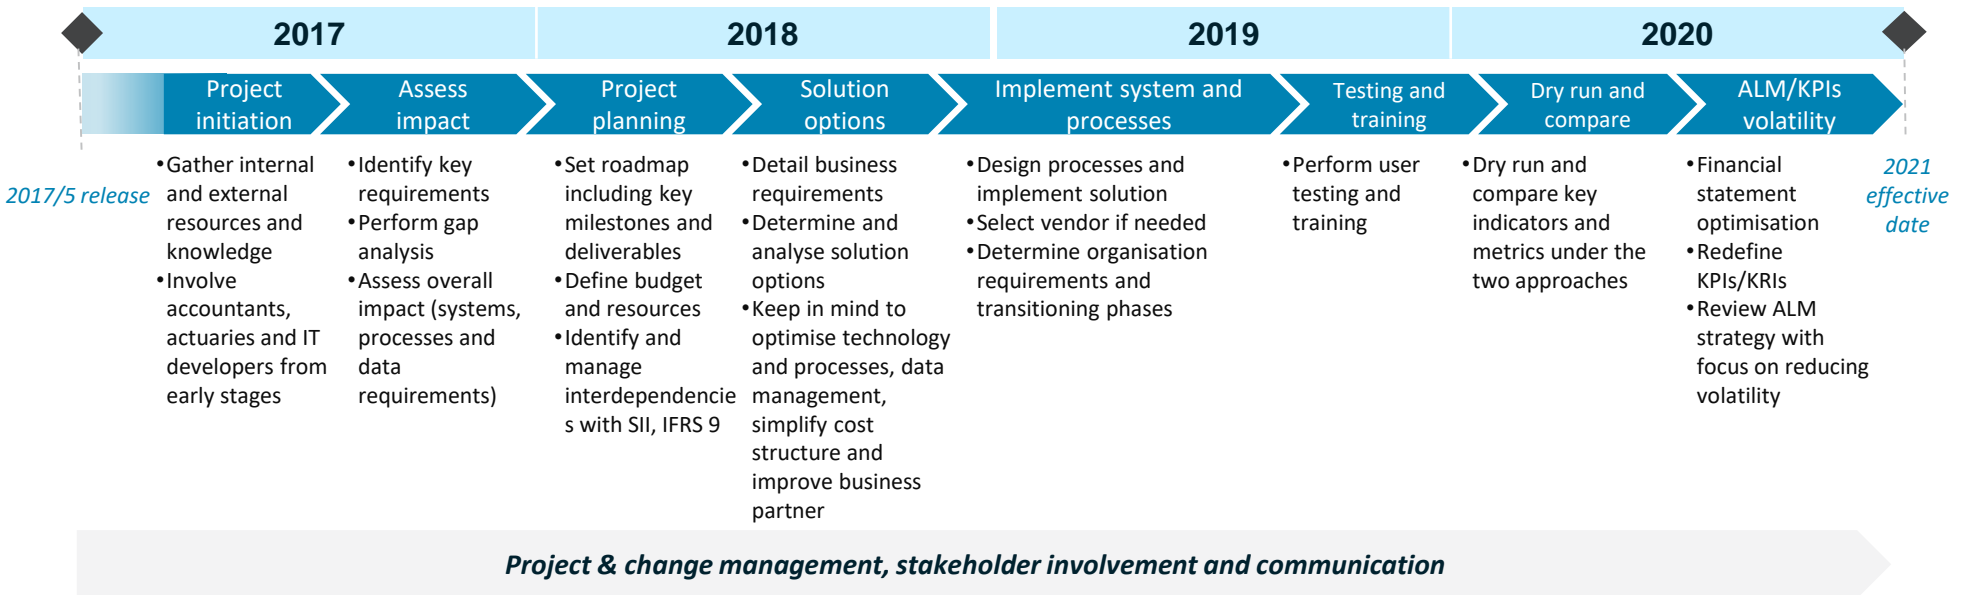 2017
2018
2019
2020
Project
initiation
Assess
impact
Project
planning
Solution
options
Implement system and
processes
Testing and
training
Dry run and
compare
ALM/KPIs
volatility
2017/5 release
•Gather internal
and external
resources and
knowledge
•Involve
accountants,
actuaries and IT
developers from
early stages
•Identify key
requirements
•Perform gap
analysis
•Assess overall
impact (systems,
processes and
data
requirements)
•Set roadmap
including key
milestones and
deliverables
•Define budget
and resources
•Identify and
manage
interdependencie
s with SII, IFRS 9
•Detail business
requirements
•Determine and
analyse solution
options
•Keep in mind to
optimise technology
and processes, data
management,
simplify cost
structure and
improve business
partner
•Design processes and
implement solution
•Select vendor if needed
•Determine organisation
requirements and
transitioning phases
•Perform user
testing and
training
•Dry run and
compare key
indicators and
metrics under the
two approaches
•Financial
statement
optimisation
•Redefine
KPIs/KRIs
•Review ALM
strategy with
focus on reducing
volatility
2021
effective
date
Project & change management, stakeholder involvement and communication